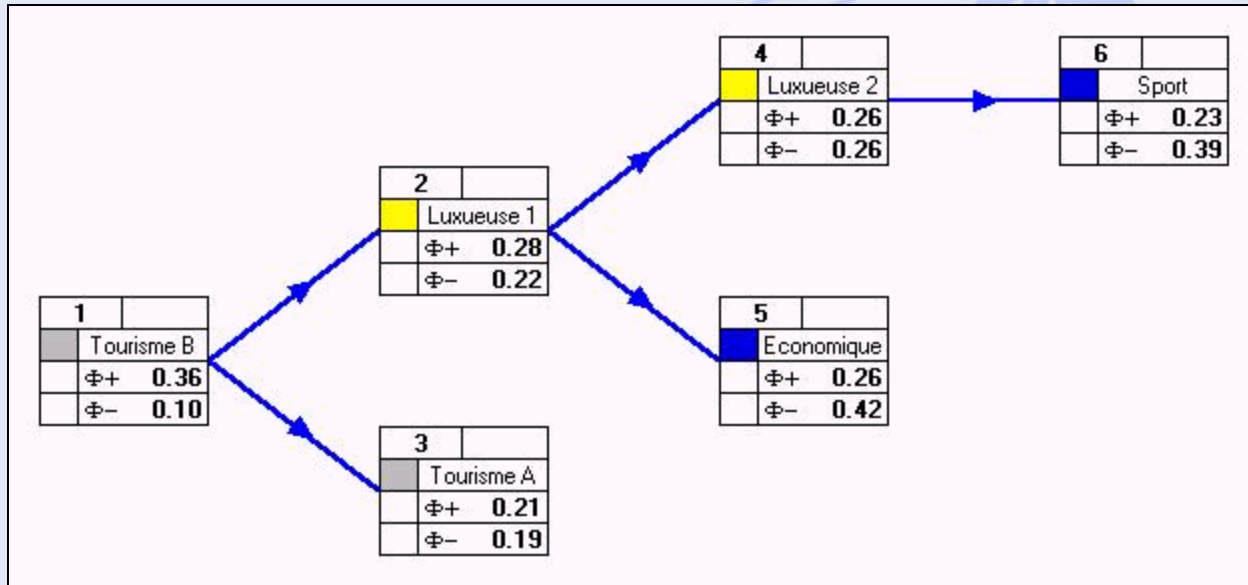 1
Tourisme B
Φ+ 0.36
Φ− 0.10
2
Luxueuse 1
Φ+ 0.28
Φ− 0.22
3
Tourisme A
Φ+ 0.21
Φ− 0.19
4
Luxueuse 2
Φ+ 0.26
Φ− 0.26
5
Economique
Φ+ 0.26
Φ− 0.42
6
Sport
Φ+ 0.23
Φ− 0.39